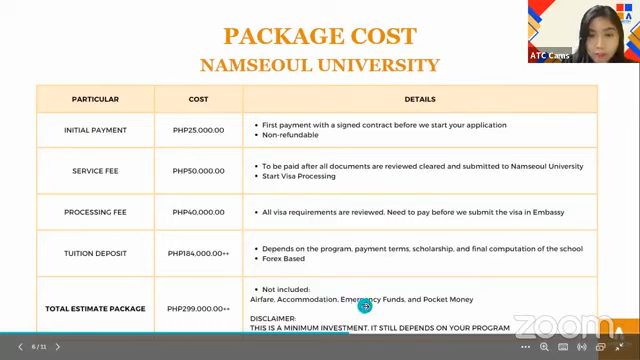 PACKAGE COST
NAMSEOUL UNIVERSITY
ATC Cams
PARTICULAR COST DETAILS
INITIAL PAYMENT PHP25,000.00
• First payment with a signed contract before we start your application
• Non-refundable
SERVICE FEE PHP50,000.00
• To be paid after all documents are reviewed cleared and submitted to Namseoul University
• Start Visa Processing
PROCESSING FEE PHP40,000.00
• All visa requirements are reviewed. Need to pay before we submit the visa in Embassy
TUITION DEPOSIT PHP184,000.00++
• Depends on the program, payment terms, scholarship, and final computation of the school
• Forex Based
TOTAL ESTIMATE PACKAGE PHP299,000.00++
• Not included:
Airfare, Accommodation, Emergency Funds, and Pocket Money
DISCLAIMER:
THIS IS A MINIMUM INVESTMENT. IT STILL DEPENDS ON YOUR PROGRAM
zoom
6 / 11